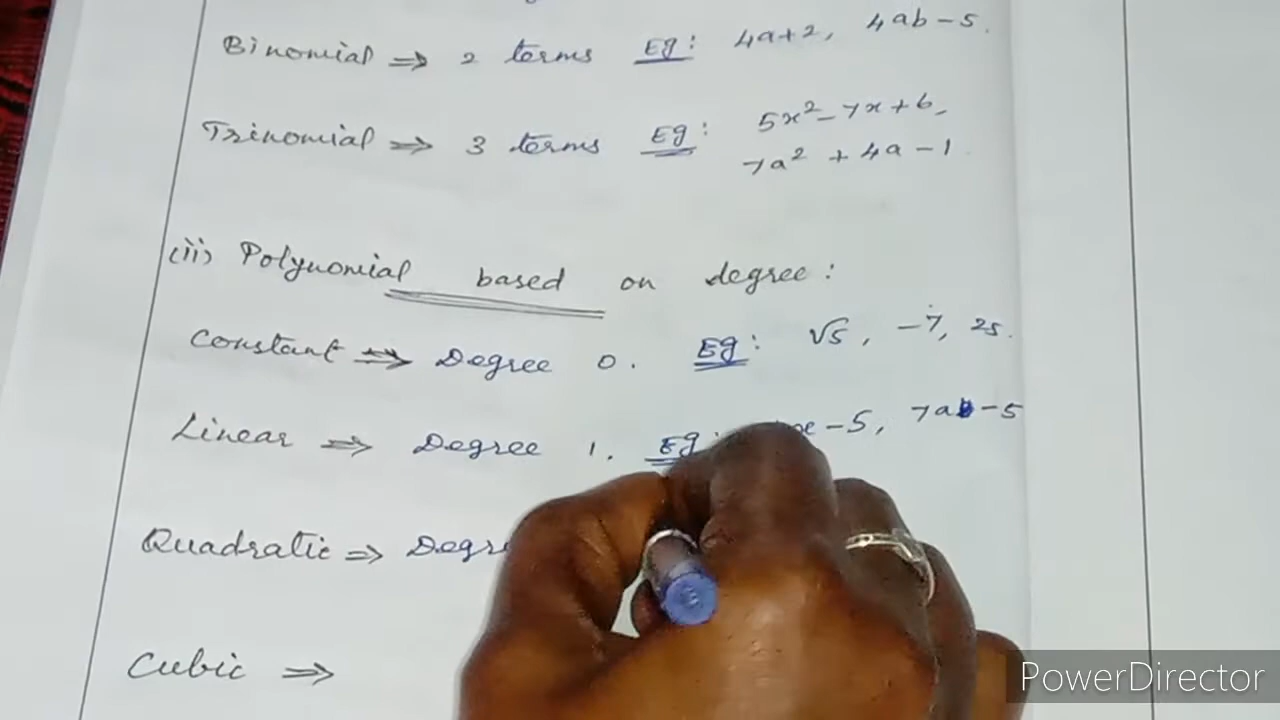 Binomial ⇒ 2 terms Eg: 4a+2, 4ab-5.
Trinomial ⇒ 3 terms Eg: 5x²-7x+6,
7a² + 4a - 1
(ii) Polynomial based on degree:
Constant ⇒ Degree 0. Eg: √5, -7, 25.
Linear ⇒ Degree 1. Eg: -5, 7a -5
Quadratic ⇒
Cubic ⇒
PowerDirector